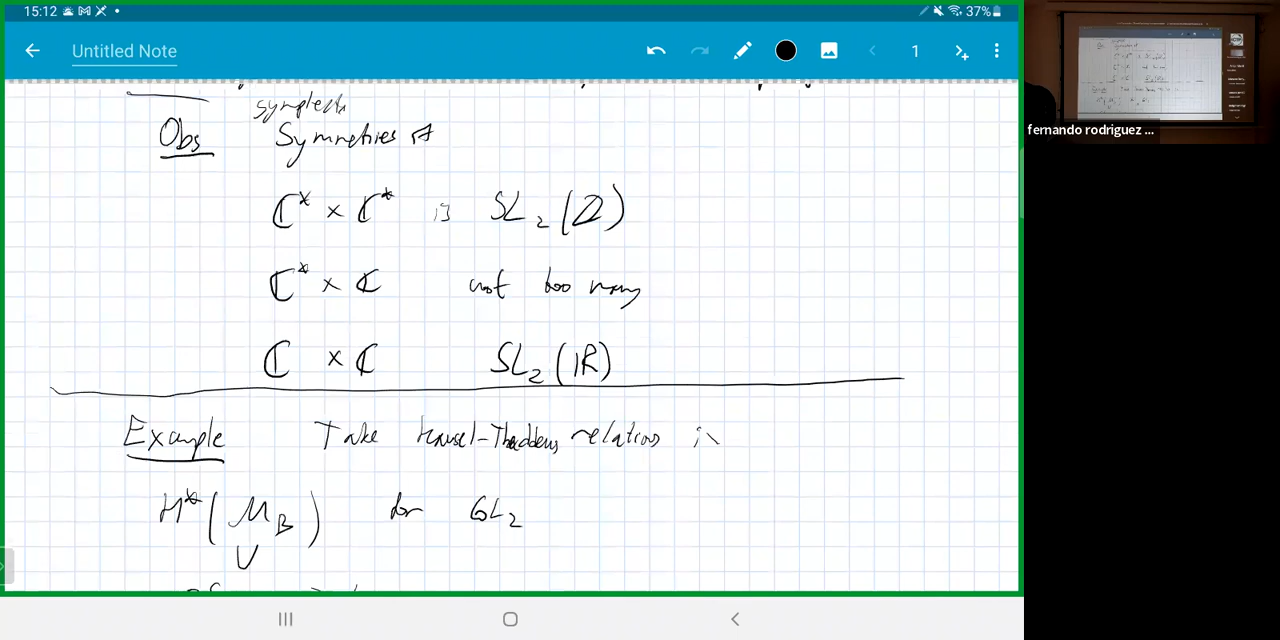 15:12
37%
Untitled Note
1
symplectic
Obs Symmetries of
ℂ* × ℂ* is SL₂(ℤ)
ℂ* × ℂ not too many
ℂ × ℂ SL₂(ℝ)
Example Take Hausel-Thaddeus relations in
H*(M_B) for GL₂
fernando rodriguez ...